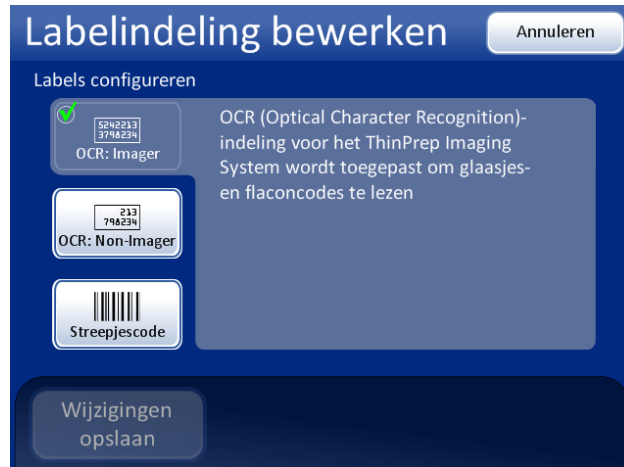 Labelindeling bewerken
Annuleren
Labels configureren
5242213
3798234
OCR: Imager
OCR (Optical Character Recognition)-
indeling voor het ThinPrep Imaging
System wordt toegepast om glaasjes-
en flaconcodes te lezen
213
798234
OCR: Non-Imager
Streepjescode
Wijzigingen
opslaan